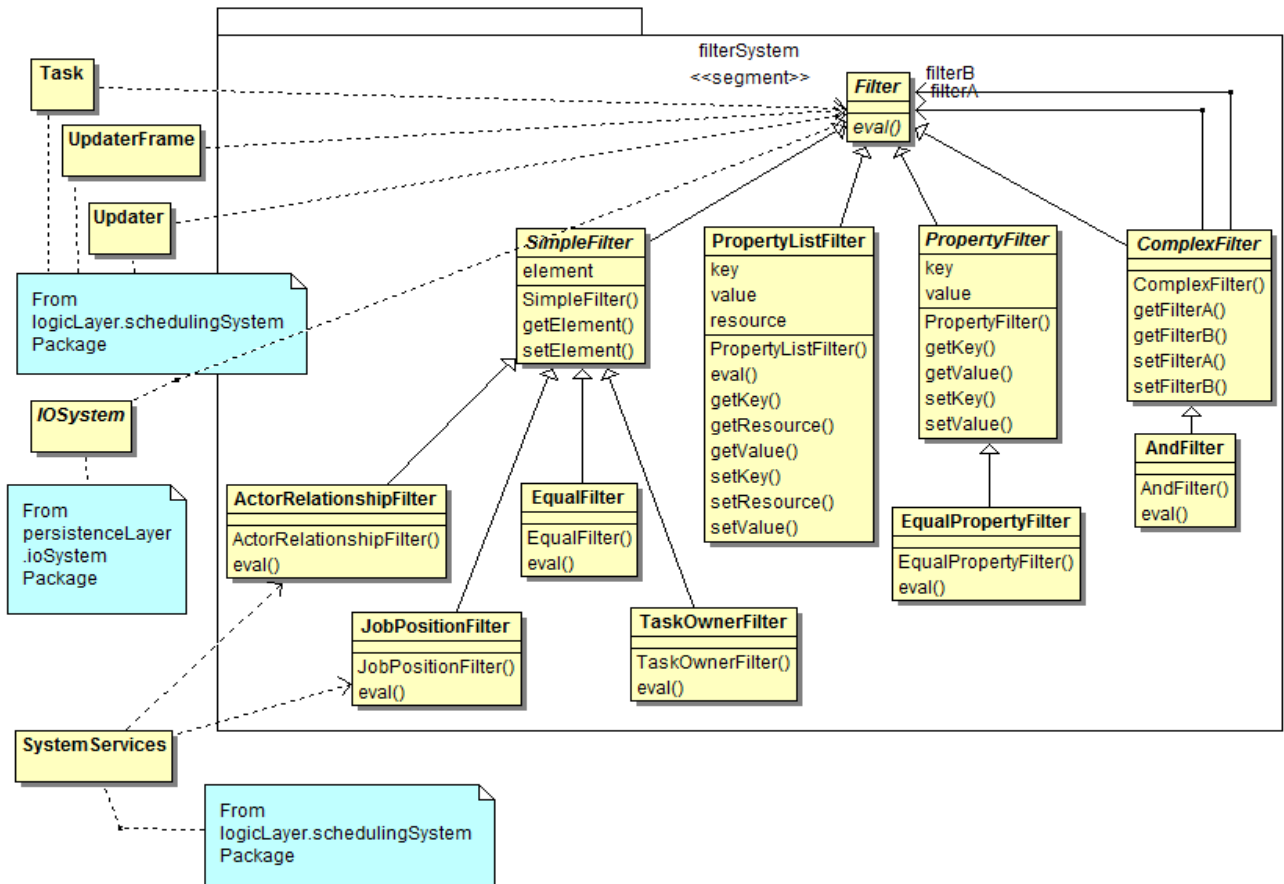 filterSystem
<<segment>>
Task
UpdaterFrame
Updater
From
logicLayer.schedulingSystem
Package
IOSystem
From
persistenceLayer
.ioSystem
Package
Filter
eval()
filterB
filterA
SimpleFilter
element
SimpleFilter()
getElement()
setElement()
PropertyListFilter
key
value
resource
PropertyListFilter()
eval()
getKey()
getResource()
getValue()
setKey()
setResource()
setValue()
PropertyFilter
key
value
PropertyFilter()
getKey()
getValue()
setKey()
setValue()
ComplexFilter
ComplexFilter()
getFilterA()
getFilterB()
setFilterA()
setFilterB()
ActorRelationshipFilter
ActorRelationshipFilter()
eval()
EqualFilter
EqualFilter()
eval()
EqualPropertyFilter
EqualPropertyFilter()
eval()
AndFilter
AndFilter()
eval()
JobPositionFilter
JobPositionFilter()
eval()
TaskOwnerFilter
TaskOwnerFilter()
eval()
SystemServices
From
logicLayer.schedulingSystem
Package